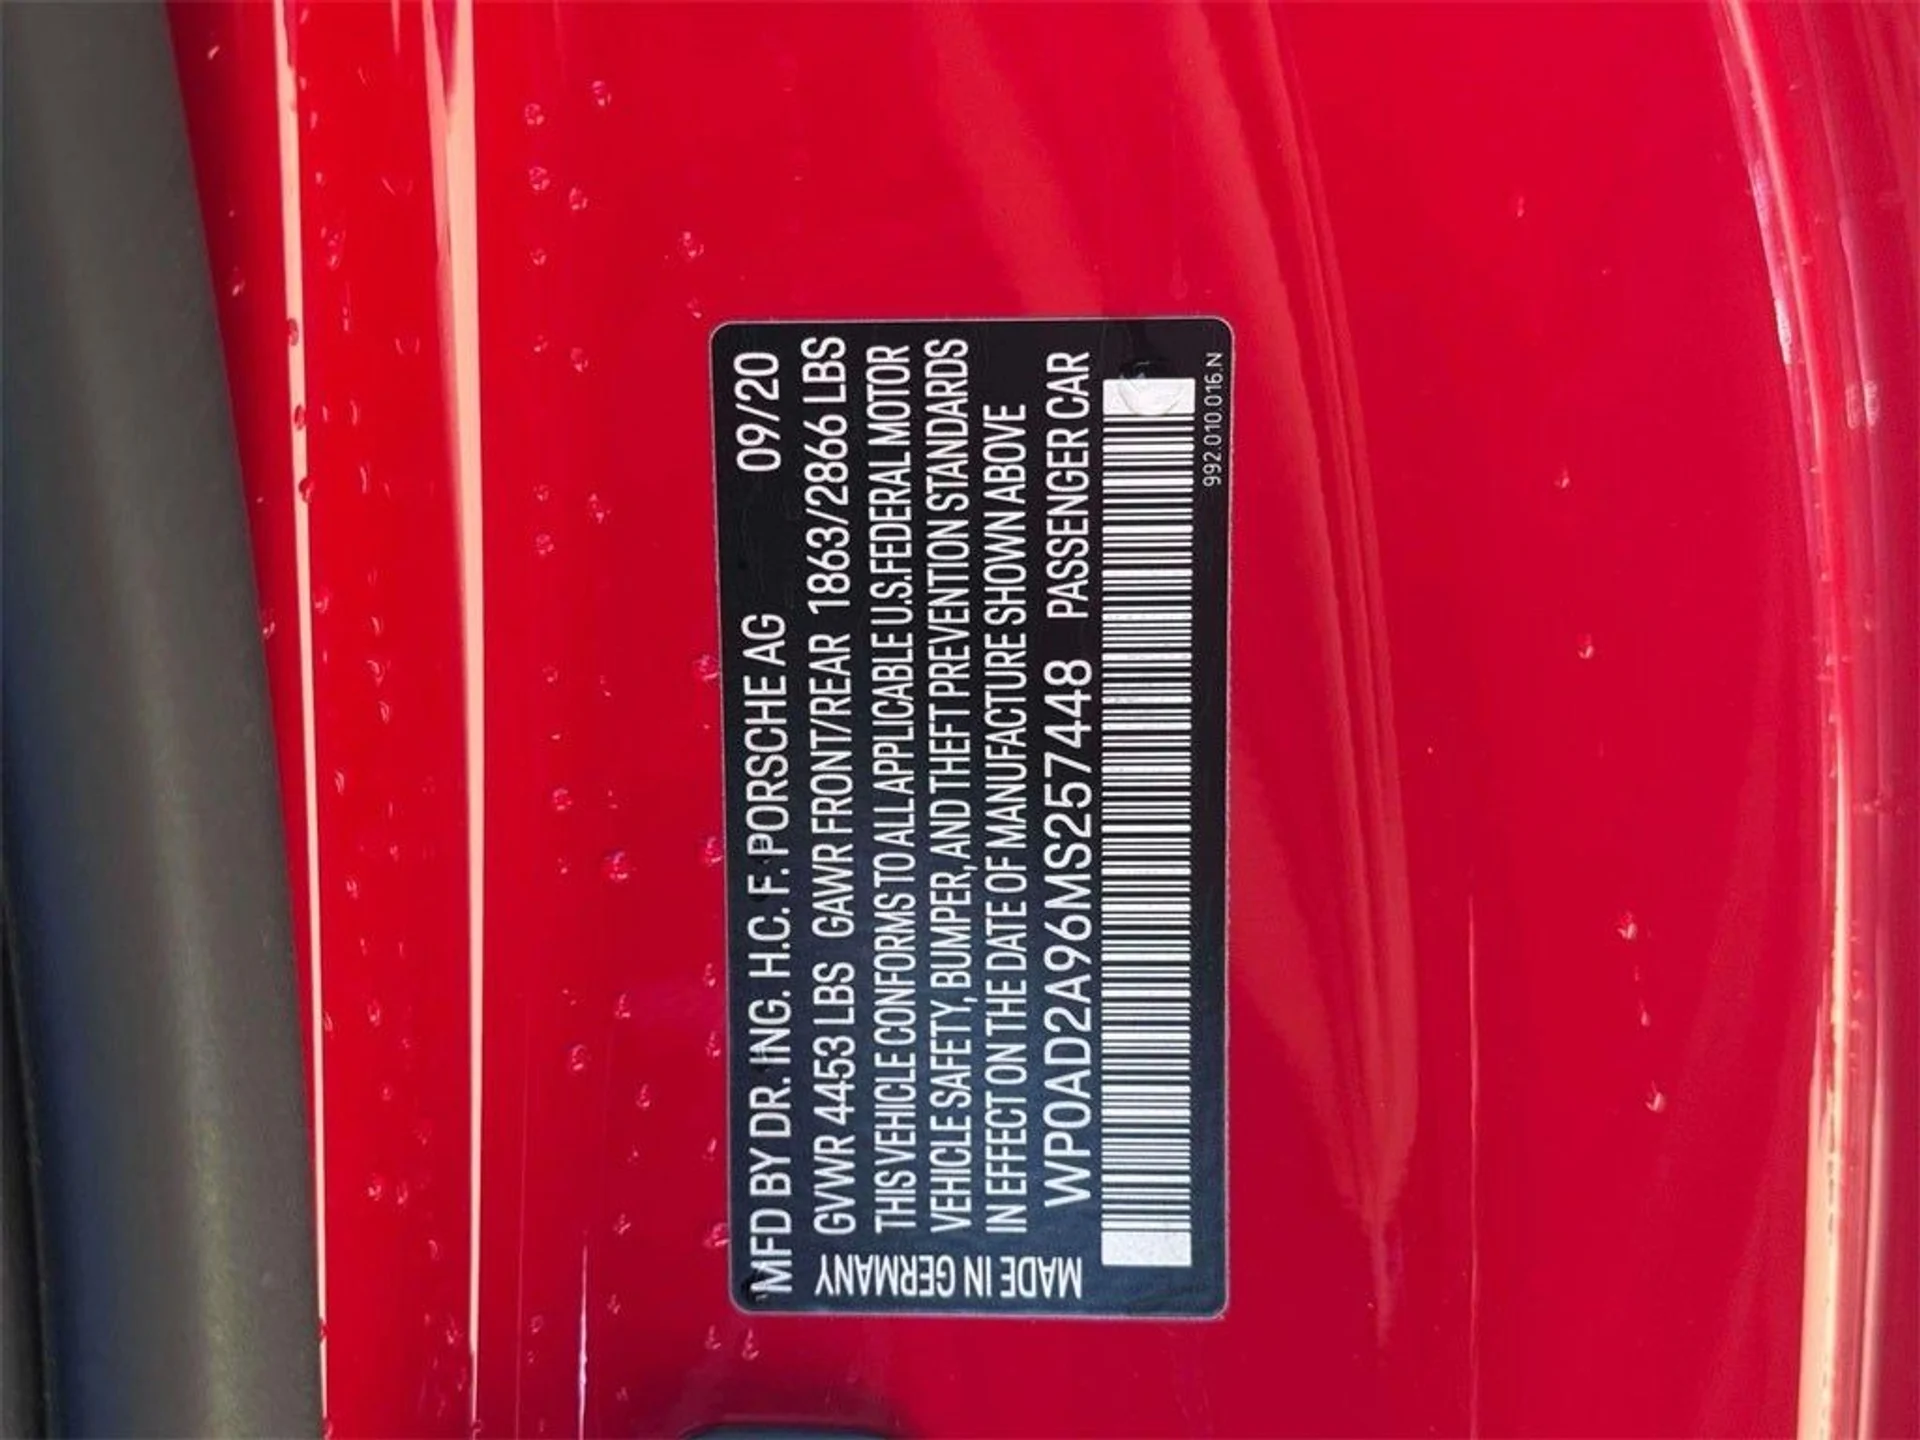 MFD BY DR. ING. H.C. F. PORSCHE AG 09/20
GVWR 4453 LBS GAWR FRONT/REAR 1863/2866 LBS
THIS VEHICLE CONFORMS TO ALL APPLICABLE U.S. FEDERAL MOTOR
VEHICLE SAFETY, BUMPER, AND THEFT PREVENTION STANDARDS
IN EFFECT ON THE DATE OF MANUFACTURE SHOWN ABOVE
WP0AD2A96MS257448 PASSENGER CAR
MADE IN GERMANY
992.010.016.N